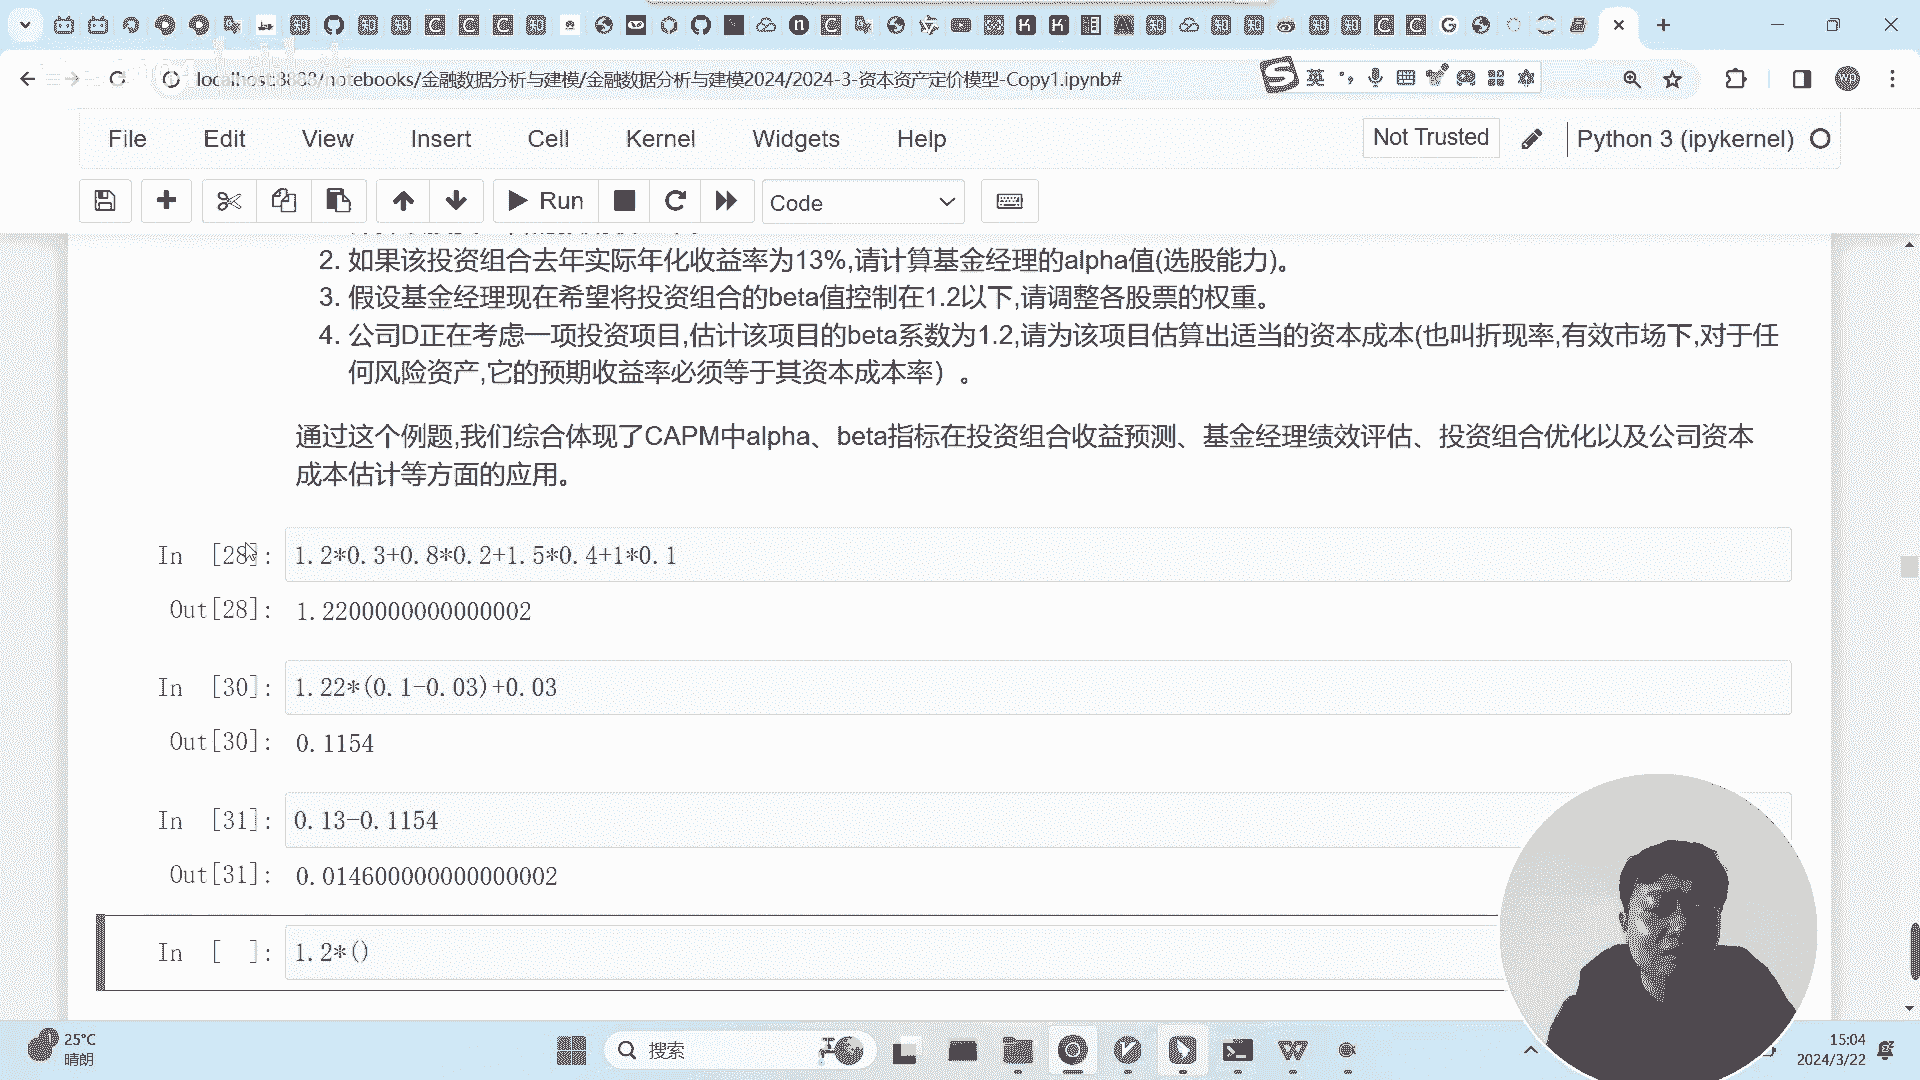 localhost:8888/notebooks/金融数据分析与建模/金融数据分析与建模2024/2024-3-资本资产定价模型-Copy1.ipynb#
英
wp
File Edit View Insert Cell Kernel Widgets Help
Not Trusted
Python 3 (ipykernel)
Run
Code
2. 如果该投资组合去年实际年化收益率为13%,请计算基金经理的alpha值(选股能力)。
3. 假设基金经理现在希望将投资组合的beta值控制在1.2以下,请调整各股票的权重。
4. 公司D正在考虑一项投资项目,估计该项目的beta系数为1.2,请为该项目估算出适当的资本成本(也叫折现率,有效市场下,对于任
何风险资产,它的预期收益率必须等于其资本成本率）。
通过这个例题,我们综合体现了CAPM中alpha、beta指标在投资组合收益预测、基金经理绩效评估、投资组合优化以及公司资本
成本估计等方面的应用。
In [28]: 1.2*0.3+0.8*0.2+1.5*0.4+1*0.1
Out[28]: 1.2200000000000002
In [30]: 1.22*(0.1-0.03)+0.03
Out[30]: 0.1154
In [31]: 0.13-0.1154
Out[31]: 0.014600000000000002
In [ ]: 1.2*()
25°C
晴朗
搜索
15:04
2024/3/22